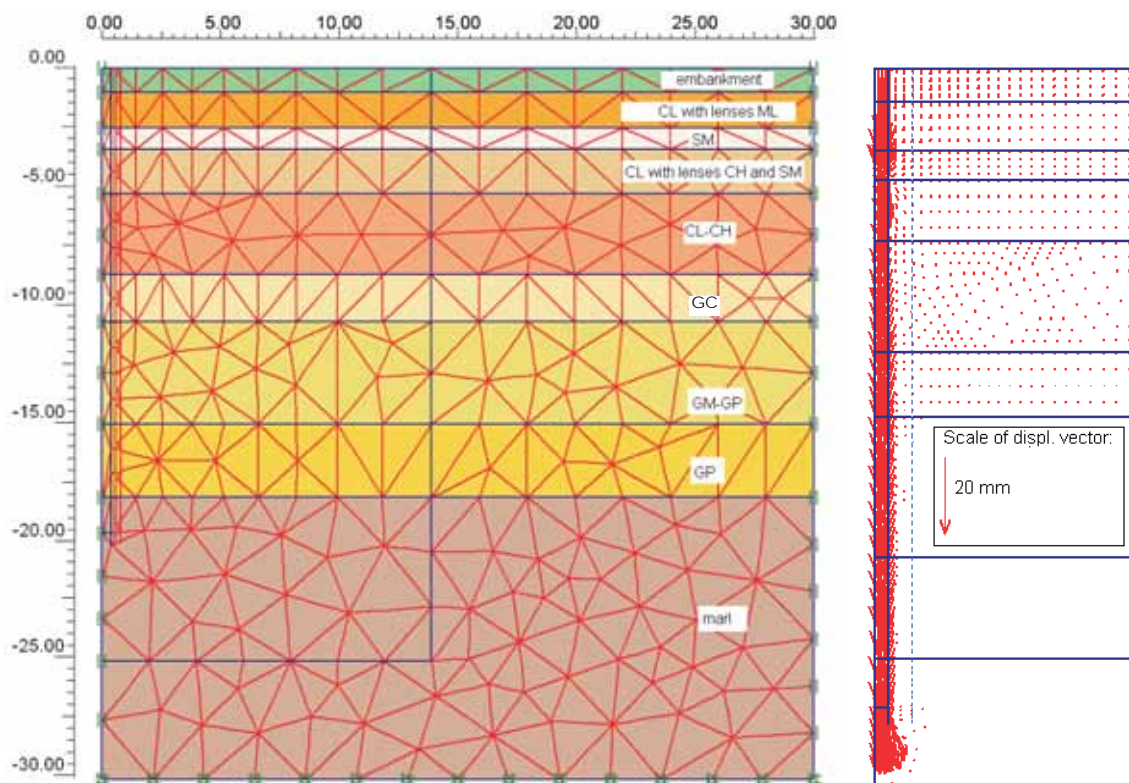 0.00 5.00 10.00 15.00 20.00 25.00 30.00
0.00
-5.00
-10.00
-15.00
-20.00
-25.00
-30.00
embankment
CL with lenses ML
SM
CL with lenses CH and SM
CL-CH
GC
GM-GP
GP
marl
Scale of displ. vector:
20 mm